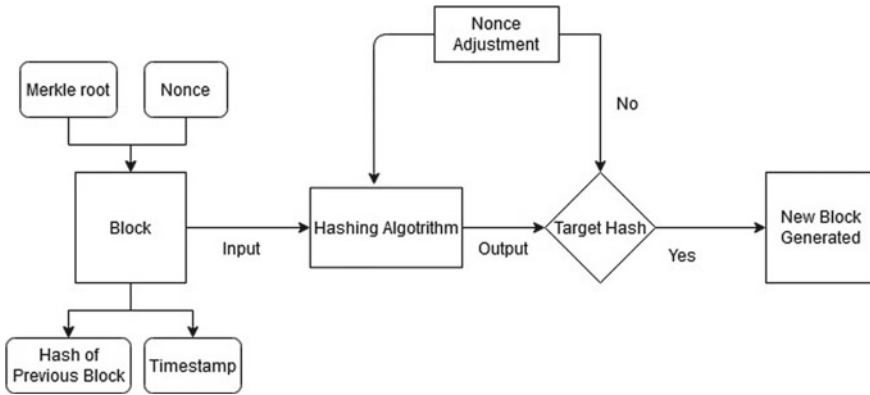 Nonce
Adjustment
Merkle root
Nonce
No
Block
Input
Hashing Algotrithm
Output
Target Hash
Yes
New Block
Generated
Hash of
Previous Block
Timestamp